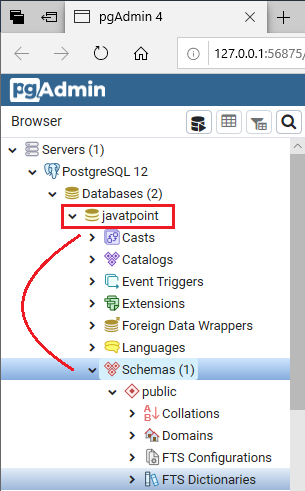 pgAdmin 4
127.0.0.1:56875/
pgAdmin
Browser
Servers (1)
PostgreSQL 12
Databases (2)
javatpoint
Casts
Catalogs
Event Triggers
Extensions
Foreign Data Wrappers
Languages
Schemas (1)
public
Collations
Domains
FTS Configurations
FTS Dictionaries